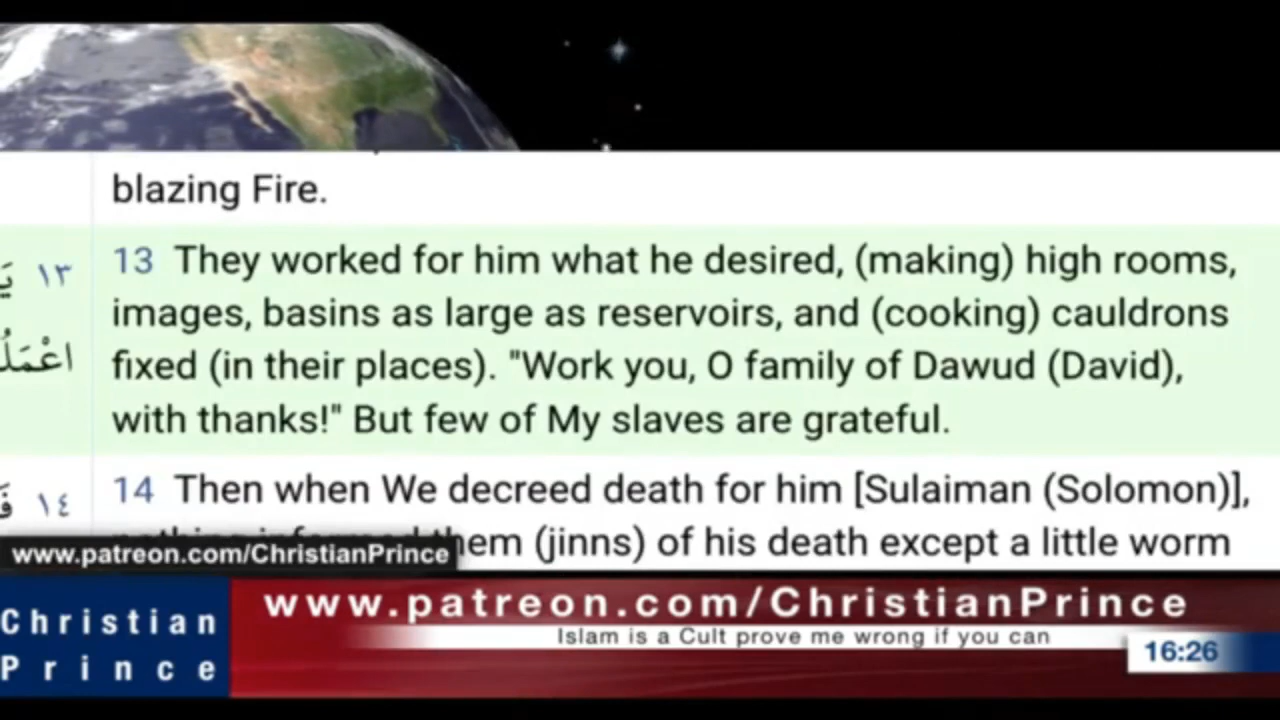 blazing Fire.
١٣
13 They worked for him what he desired, (making) high rooms,
images, basins as large as reservoirs, and (cooking) cauldrons
fixed (in their places). "Work you, O family of Dawud (David),
with thanks!" But few of My slaves are grateful.
١٤
14 Then when We decreed death for him [Sulaiman (Solomon)],
them (jinns) of his death except a little worm
www.patreon.com/ChristianPrince
www.patreon.com/ChristianPrince
Christian
Prince
Islam is a Cult prove me wrong if you can
16:26